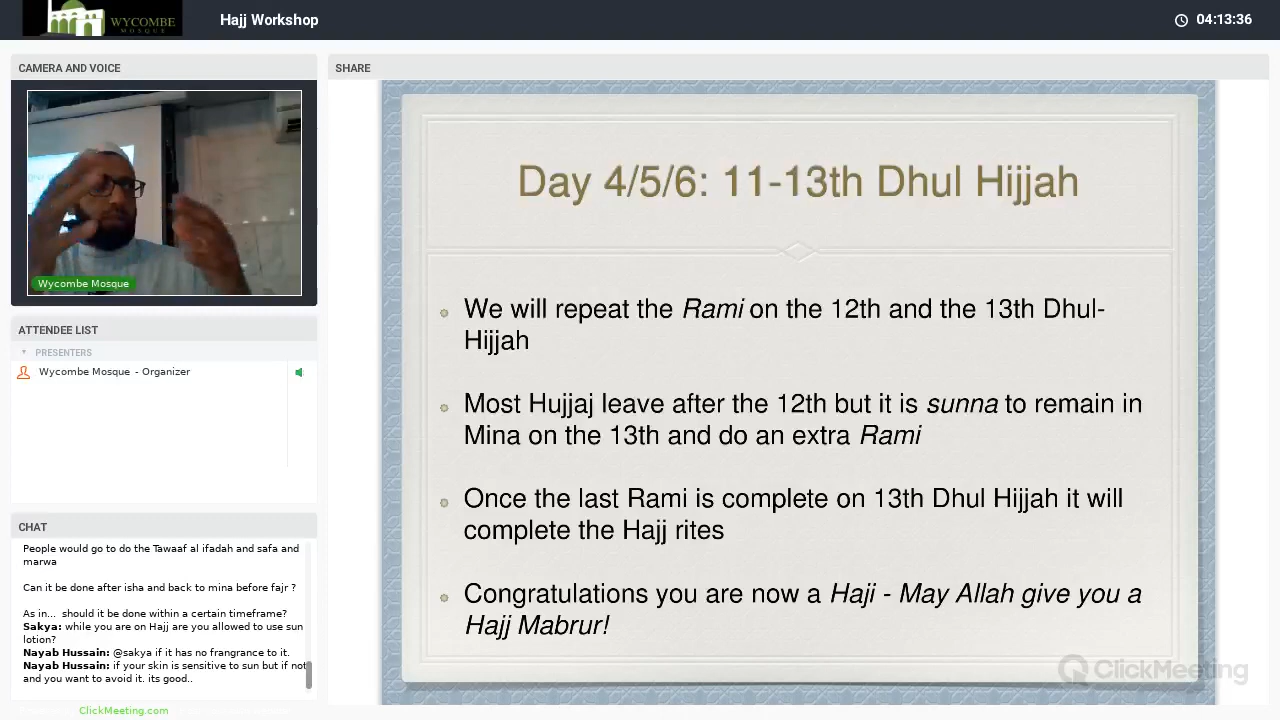 WYCOMBE
MOSQUE
Hajj Workshop
04:13:36
CAMERA AND VOICE
SHARE
Wycombe Mosque
ATTENDEE LIST
PRESENTERS
Wycombe Mosque - Organizer
CHAT
People would go to do the Tawaaf al ifadah and safa and
marwa
Can it be done after isha and back to mina before fajr ?
As in... should it be done within a certain timeframe?
Sakya: while you are on Hajj are you allowed to use sun
lotion?
Nayab Hussain: @sakya if it has no frangrance to it.
Nayab Hussain: if your skin is sensitive to sun but if not
and you want to avoid it. its good..
ClickMeeting.com
Day 4/5/6: 11-13th Dhul Hijjah
We will repeat the Rami on the 12th and the 13th Dhul-
Hijjah
Most Hujjaj leave after the 12th but it is sunna to remain in
Mina on the 13th and do an extra Rami
Once the last Rami is complete on 13th Dhul Hijjah it will
complete the Hajj rites
Congratulations you are now a Haji - May Allah give you a
Hajj Mabrur!
ClickMeeting